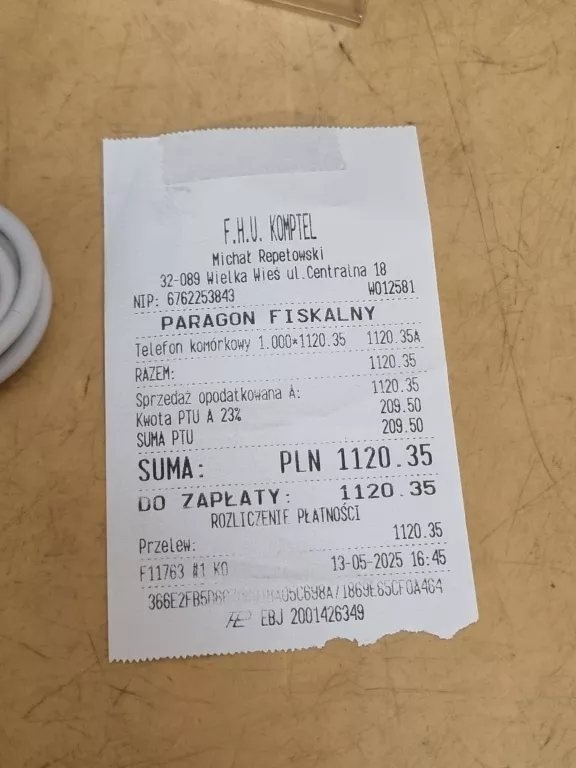 F.H.U. KOMPTEL
Michał Repetowski
32-089 Wielka Wieś ul.Centralna 18
NIP: 6762253843 W012581
PARAGON FISKALNY
Telefon komórkowy 1.000*1120.35 1120.35A
RAZEM: 1120.35
Sprzedaż opodatkowana A: 1120.35
Kwota PTU A 23% 209.50
SUMA PTU 209.50
SUMA: PLN 1120.35
DO ZAPŁATY: 1120.35
ROZLICZENIE PŁATNOŚCI
Przelew: 1120.35
F11763 #1 KO 13-05-2025 16:45
EBJ 2001426349